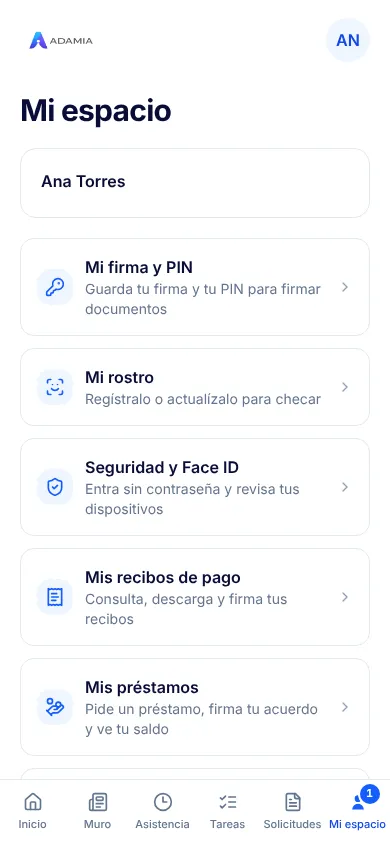 ADAMIA
AN
Mi espacio
Ana Torres
Mi firma y PIN
Guarda tu firma y tu PIN para firmar
documentos
Mi rostro
Regístralo o actualízalo para checar
Seguridad y Face ID
Entra sin contraseña y revisa tus
dispositivos
Mis recibos de pago
Consulta, descarga y firma tus
recibos
Mis préstamos
Pide un préstamo, firma tu acuerdo
y ve tu saldo
1
Inicio
Muro
Asistencia
Tareas
Solicitudes
Mi espacio